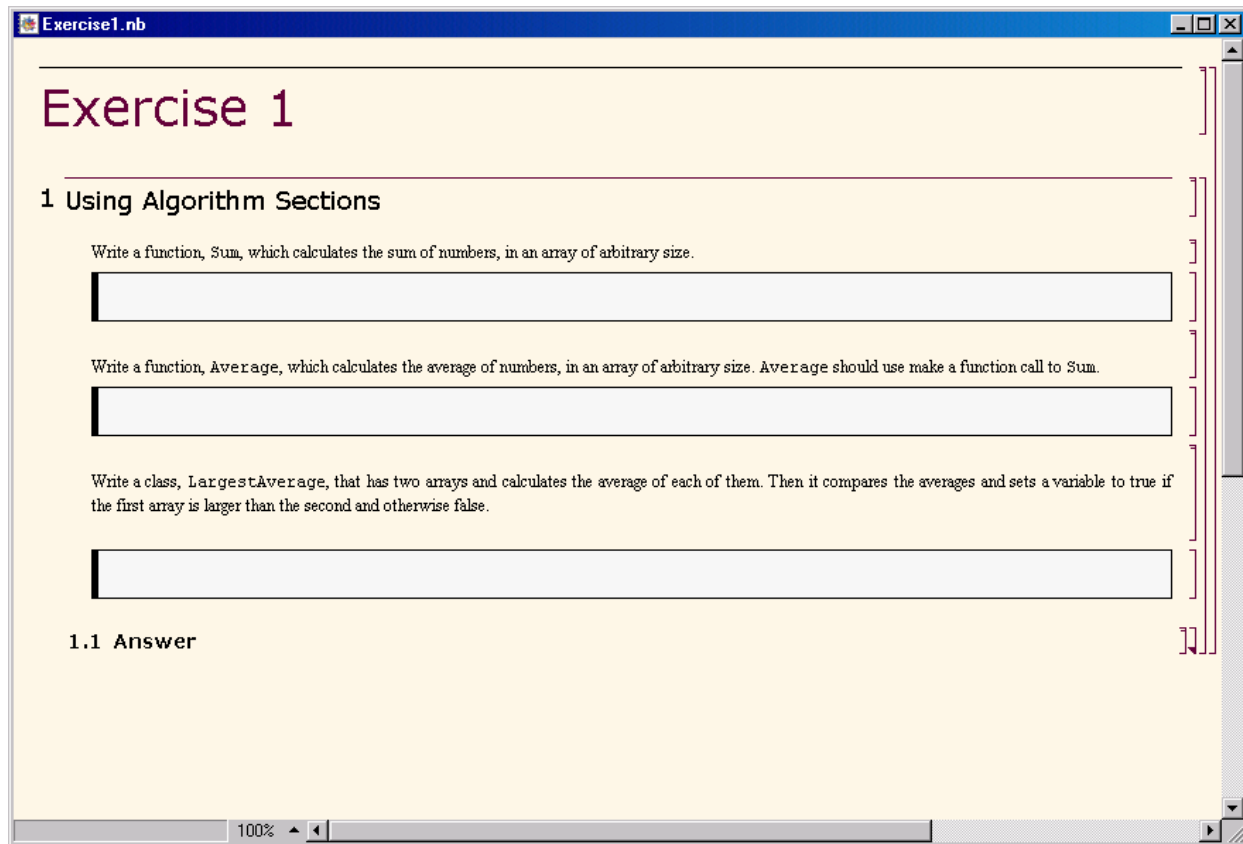 Exercise1.nb
Exercise 1
1 Using Algorithm Sections
Write a function, Sum, which calculates the sum of numbers, in an array of arbitrary size.
Write a function, Average, which calculates the average of numbers, in an array of arbitrary size. Average should use make a function call to Sum.
Write a class, LargestAverage, that has two arrays and calculates the average of each of them. Then it compares the averages and sets a variable to true if
the first array is larger than the second and otherwise false.
1.1 Answer
100%